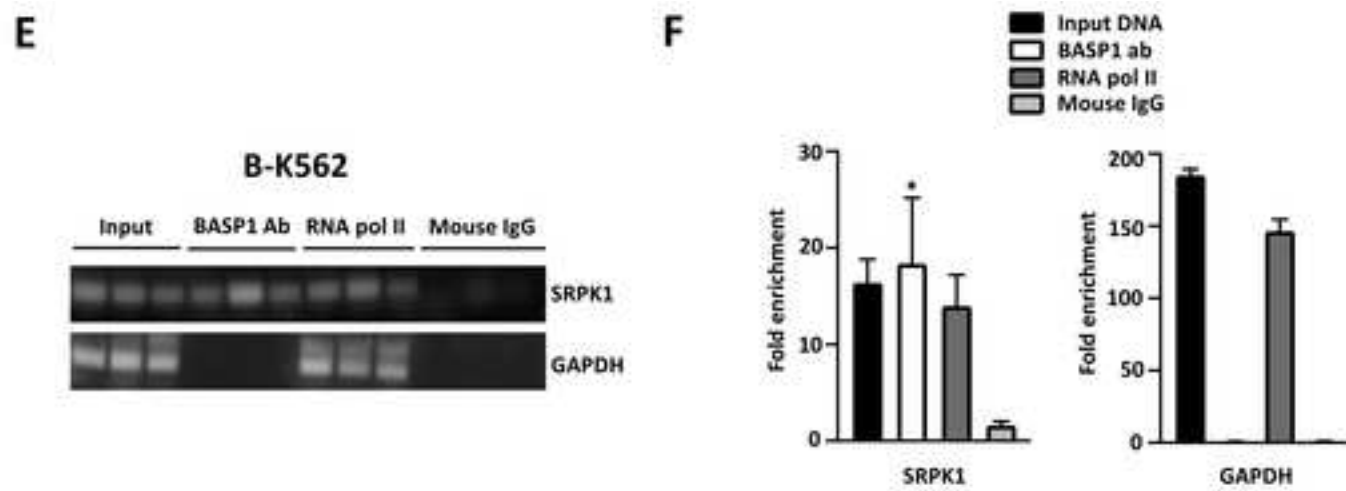 E
B-K562
Input BASP1 Ab RNA pol II Mouse IgG
SRPK1
GAPDH
F
Input DNA
BASP1 ab
RNA pol II
Mouse IgG
Fold enrichment
30
20
10
0
*
SRPK1
Fold enrichment
200
150
100
50
0
GAPDH